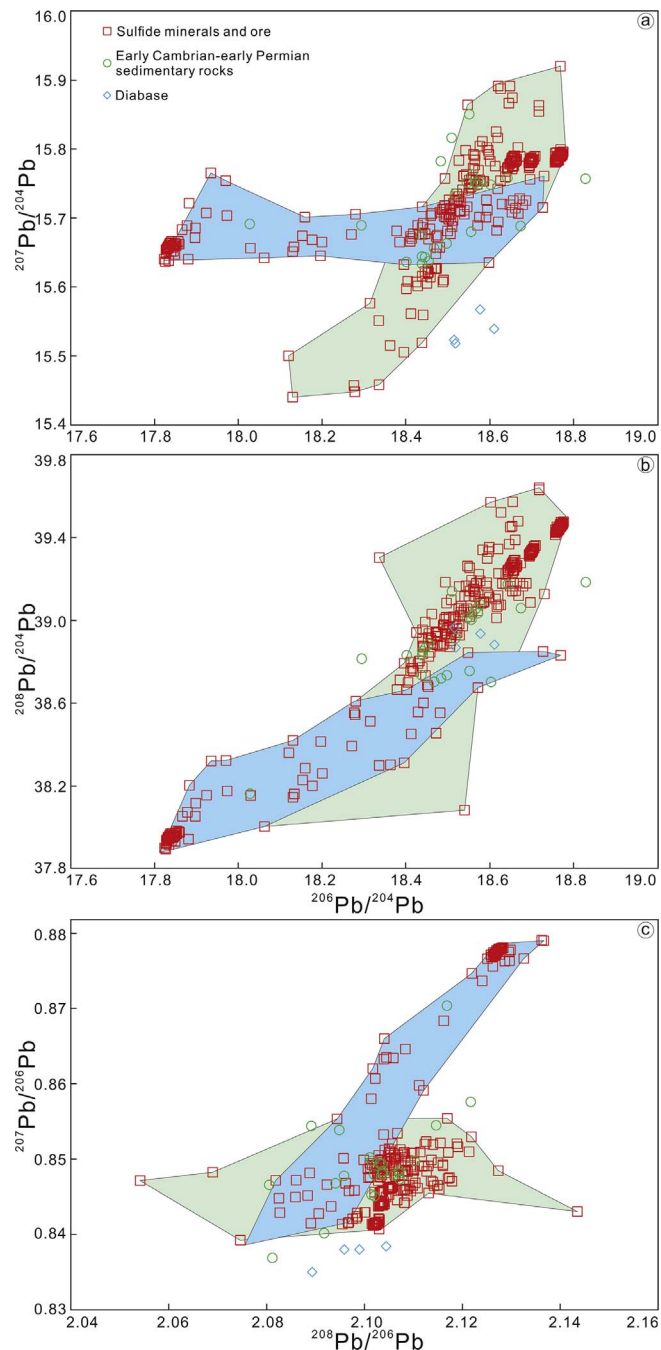 16.0
ⓐ
Sulfide minerals and ore
Early Cambrian-early Permian
sedimentary rocks
Diabase
15.9
15.8
15.7
15.6
15.5
15.4
²⁰⁷Pb/²⁰⁴Pb
17.6 17.8 18.0 18.2 18.4 18.6 18.8 19.0
39.8
ⓑ
39.4
39.0
38.6
38.2
37.8
²⁰⁸Pb/²⁰⁴Pb
17.6 17.8 18.0 18.2 18.4 18.6 18.8 19.0
²⁰⁶Pb/²⁰⁴Pb
0.88
ⓒ
0.87
0.86
0.85
0.84
0.83
²⁰⁷Pb/²⁰⁶Pb
2.04 2.06 2.08 2.10 2.12 2.14 2.16
²⁰⁸Pb/²⁰⁶Pb